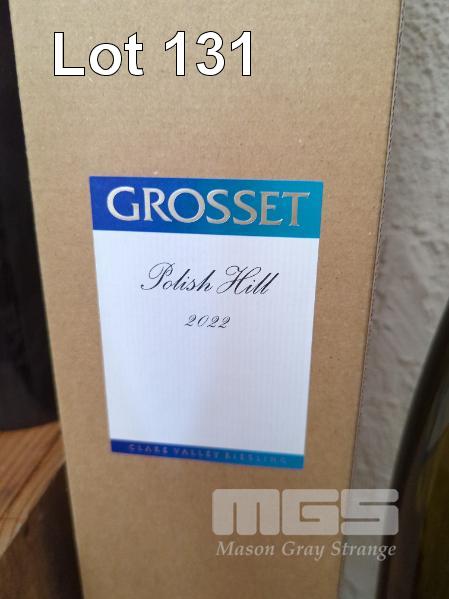 Lot 131
GROSSET
Polish Hill
2022
CLARE VALLEY RIESLING
MGS
Mason Gray Strange